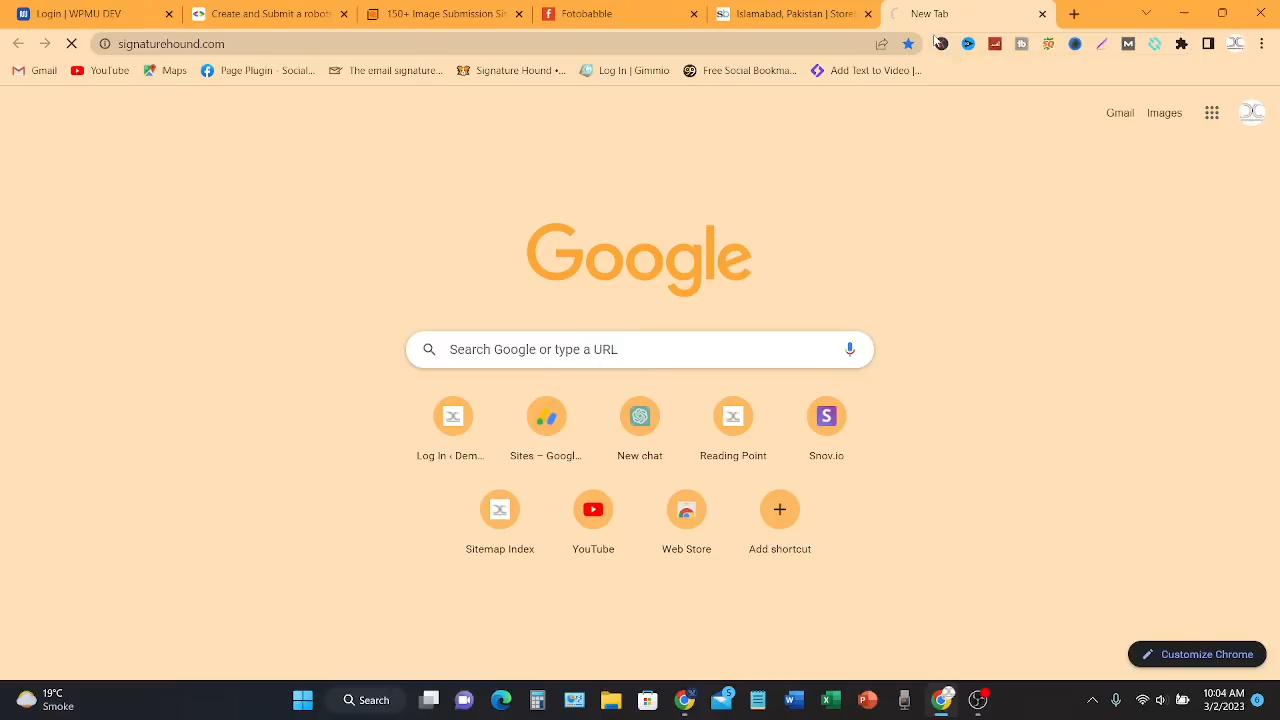 Login | WPMU DEV
Create and Submit a robots
150+ Image Submission Sit
Fotobabble
Islamabad, Pakistan | Store
New Tab
signaturehound.com
Gmail
YouTube
Maps
Page Plugin - Social...
The email signature...
Signature Hound •...
Log In | Gimmio
Free Social Bookma...
Add Text to Video |...
Gmail
Images
Google
Search Google or type a URL
Log In ‹ Dem...
Sites – Googl...
New chat
Reading Point
Snov.io
Sitemap Index
YouTube
Web Store
Add shortcut
Customize Chrome
19°C
Smoke
Search
5
10:04 AM
3/2/2023
6